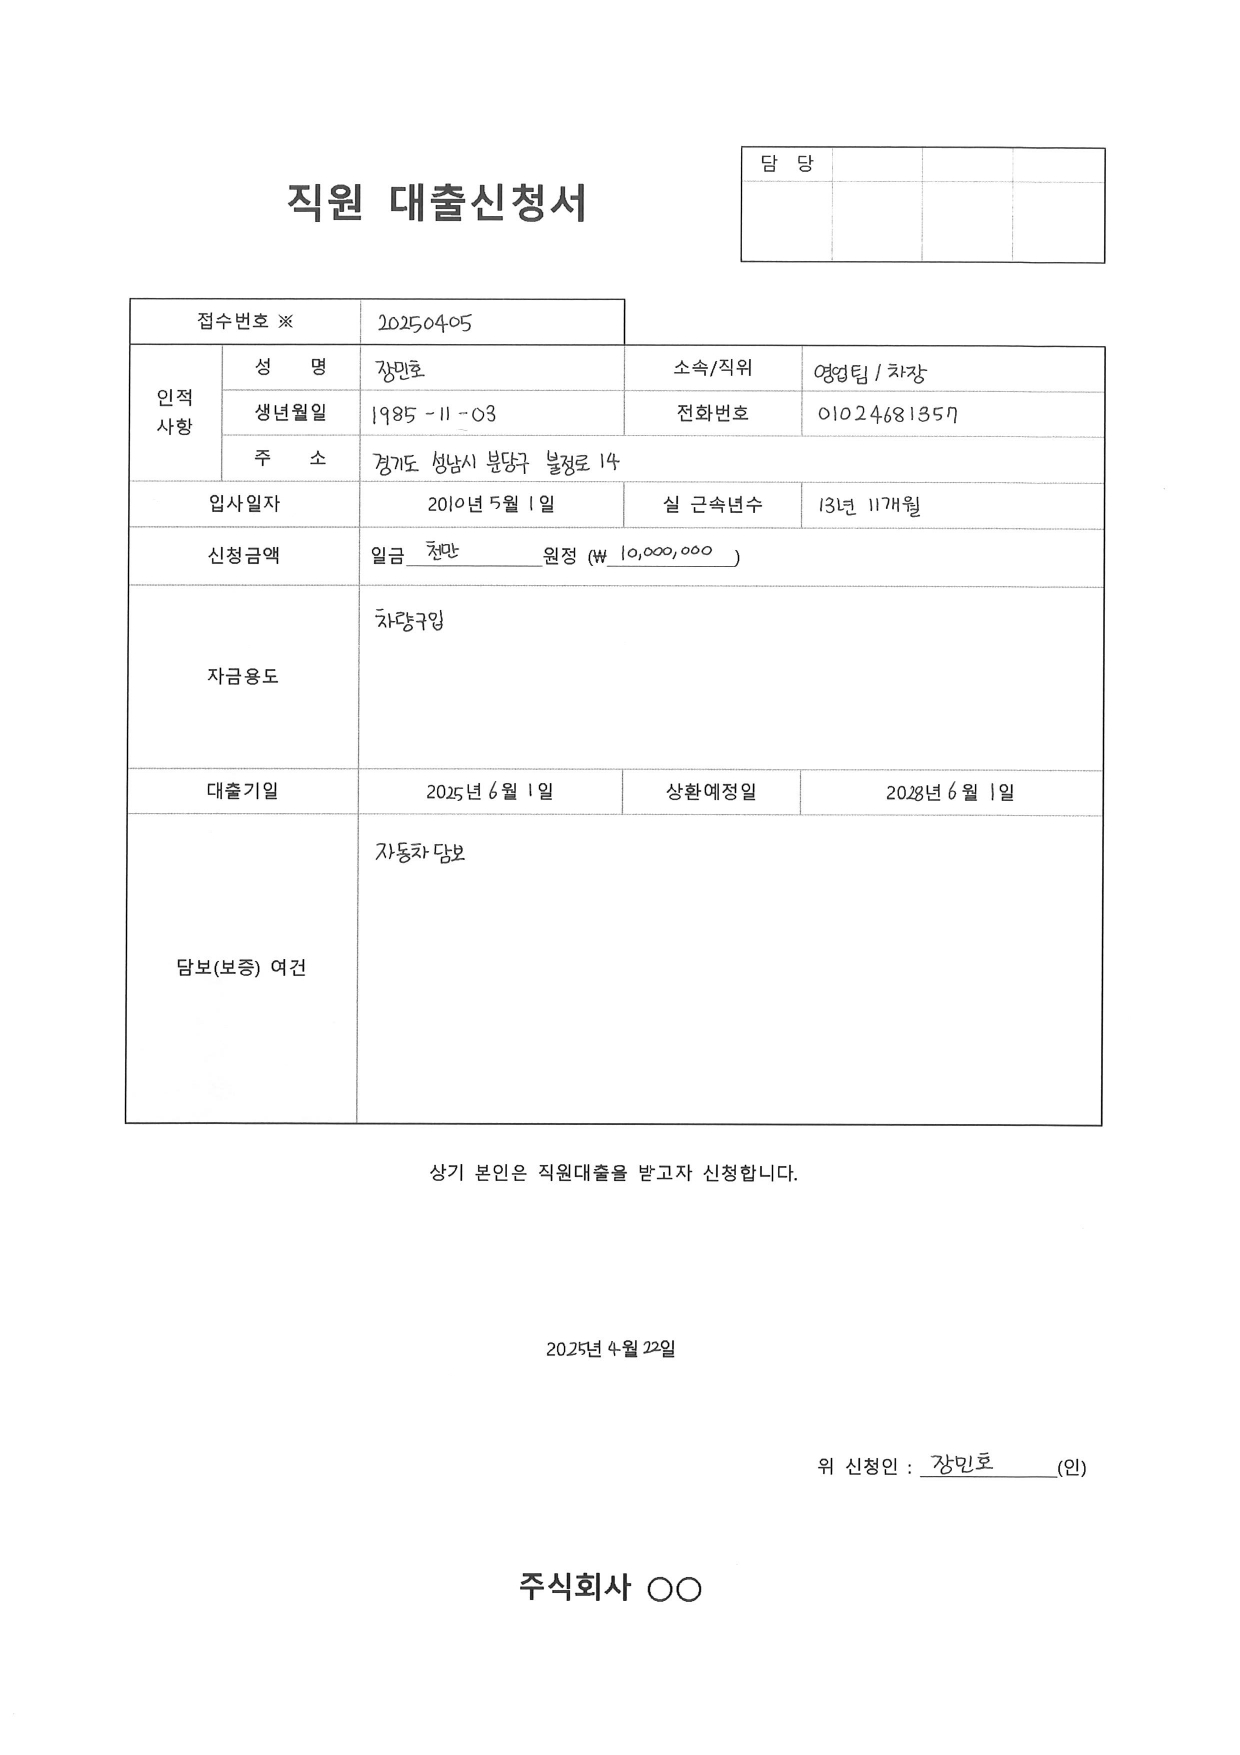 담 당
직원 대출신청서
접수번호 ※ 20250405
인적 사항
성 명 장민호 소속/직위 영업팀 / 차장
생년월일 1985-11-03 전화번호 01024681357
주 소 경기도 성남시 분당구 불정로 14
입사일자 2010년 5월 1일 실 근속년수 13년 11개월
신청금액 일금 천만 원정 (₩ 10,000,000 )
자금용도 차량구입
대출기일 2025년 6월 1일 상환예정일 2028년 6월 1일
담보(보증) 여건 자동차 담보
상기 본인은 직원대출을 받고자 신청합니다.
2025년 4월 22일
위 신청인 : 장민호 (인)
주식회사 ○○